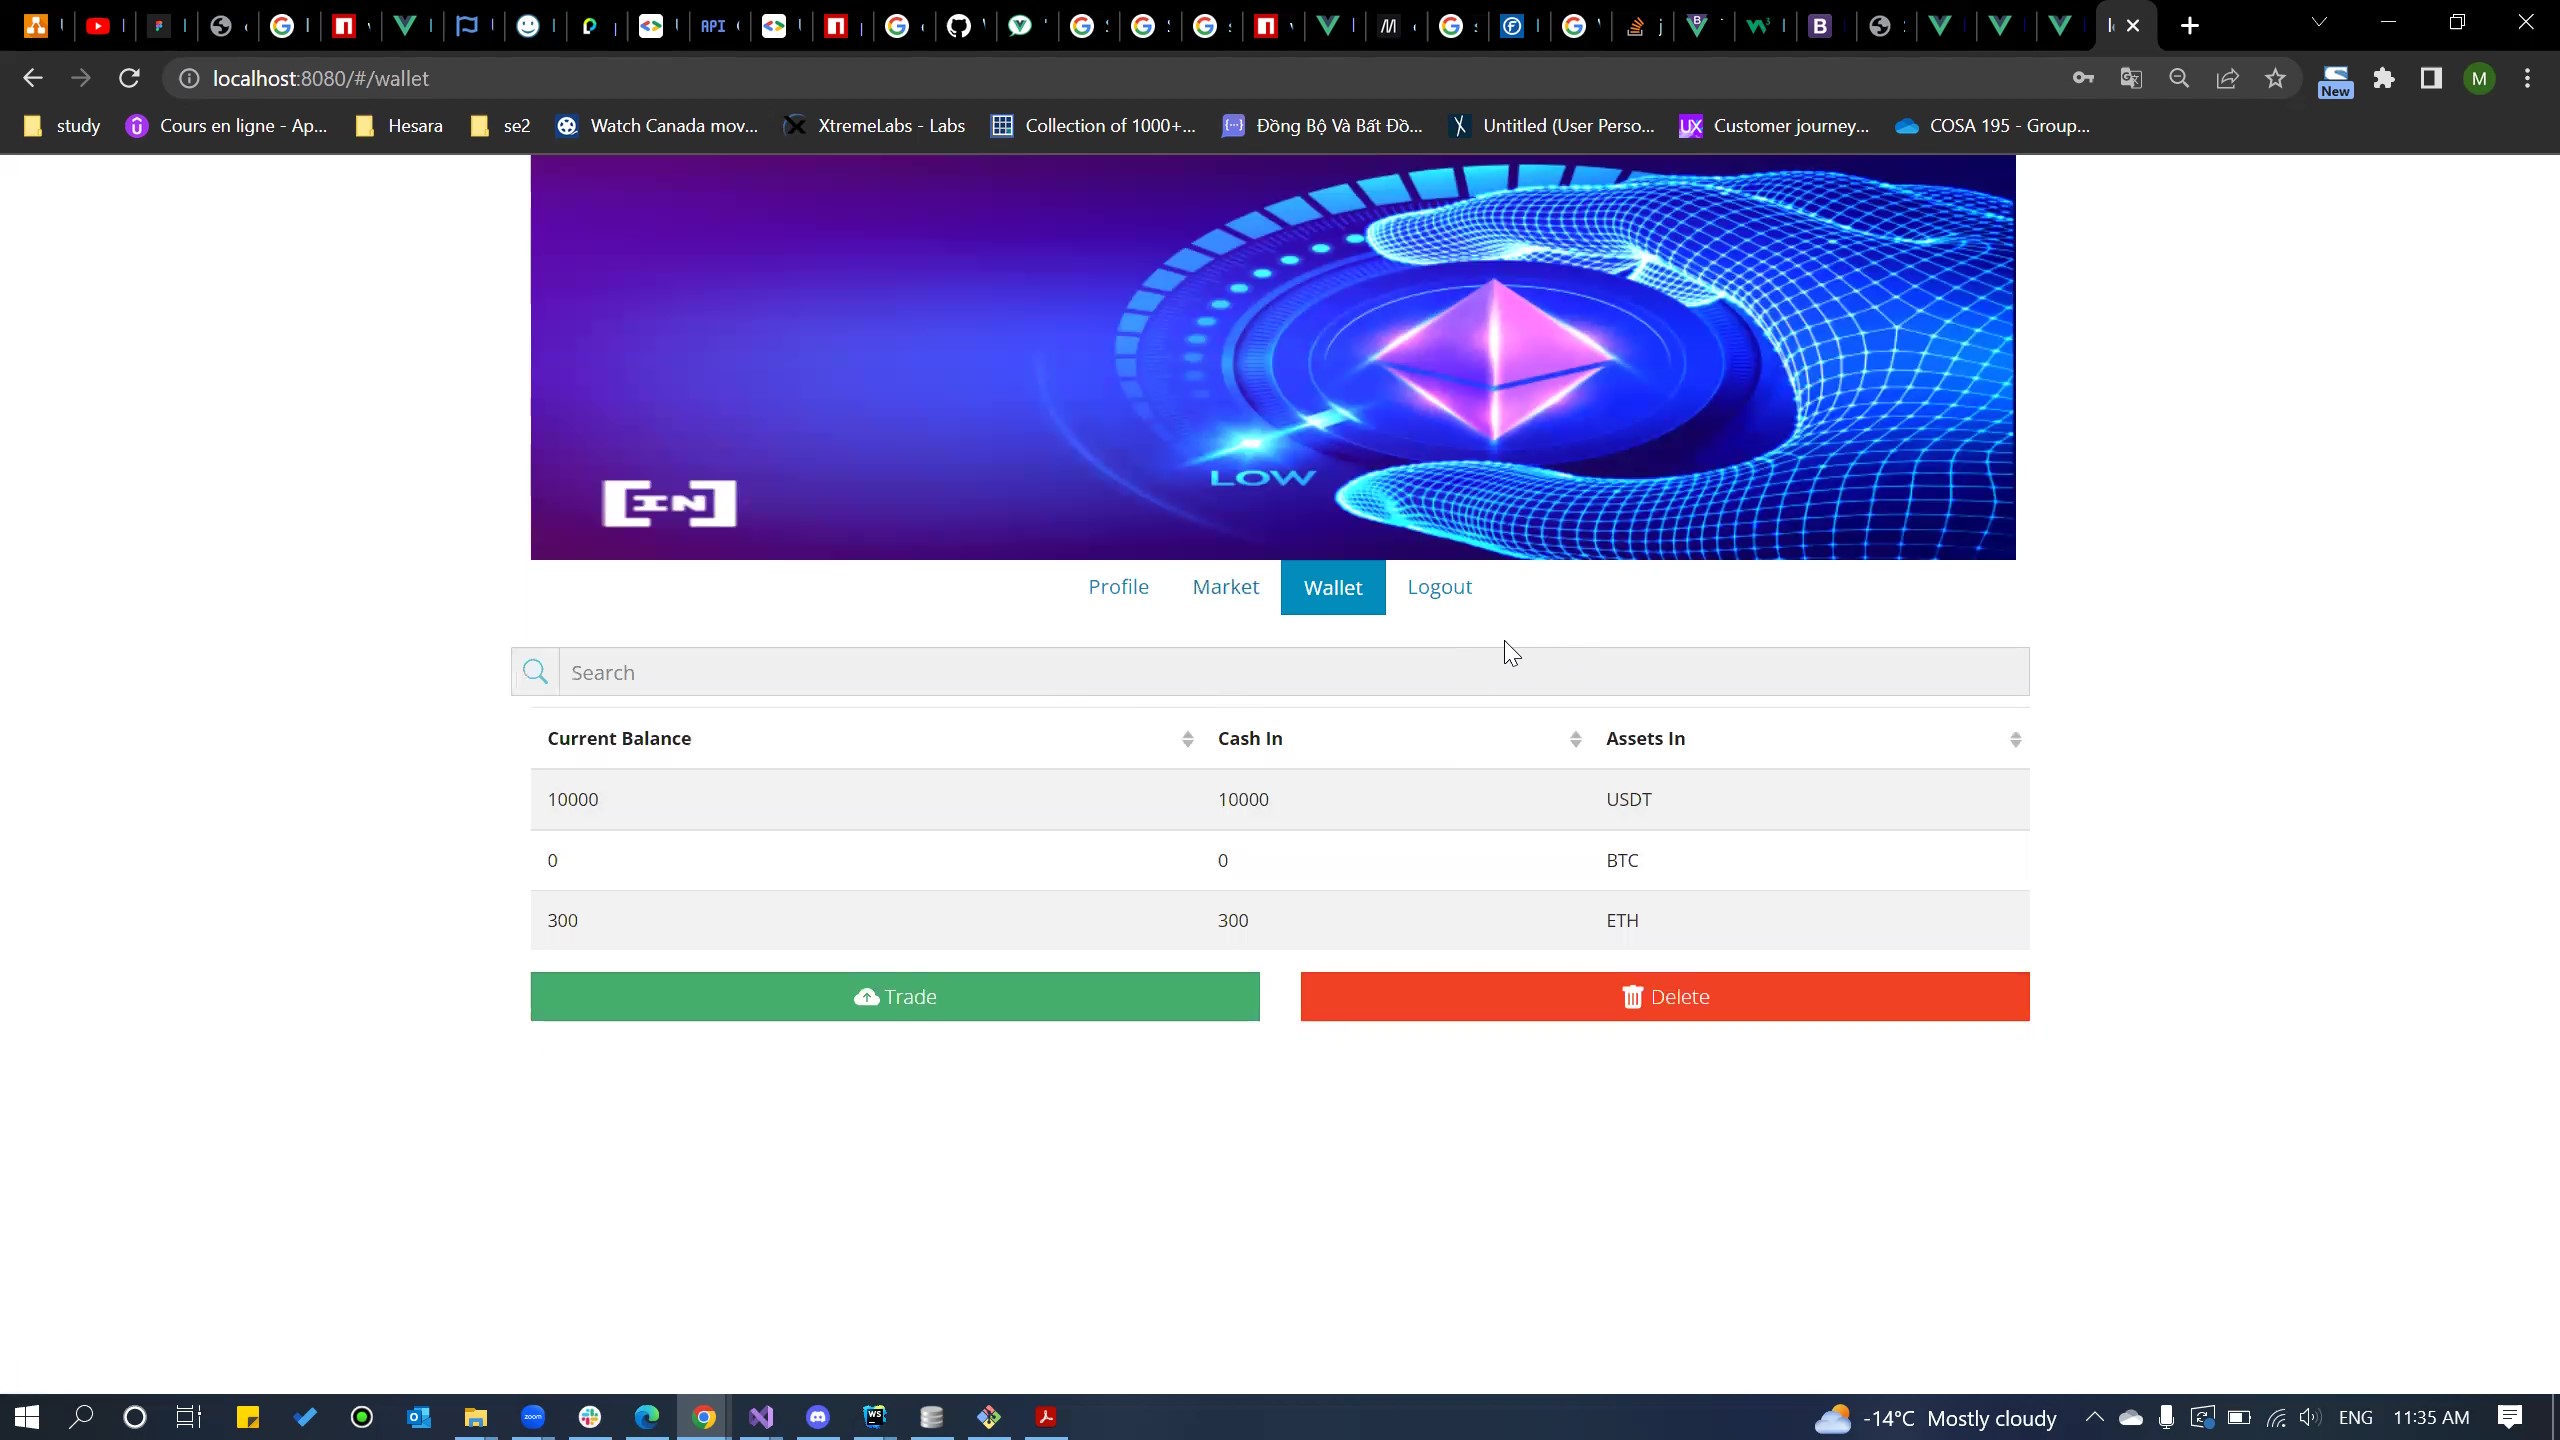 localhost:8080/#/wallet
New
M
study
Cours en ligne - Ap...
Hesara
se2
Watch Canada mov...
XtremeLabs - Labs
Collection of 1000+...
Đồng Bộ Và Bất Đồ...
Untitled (User Perso...
UX
Customer journey...
COSA 195 - Group...
LOW
[IN]
Profile
Market
Wallet
Logout
Search
Current Balance
Cash In
Assets In
10000
10000
USDT
0
0
BTC
300
300
ETH
Trade
Delete
-14°C Mostly cloudy
ENG
11:35 AM